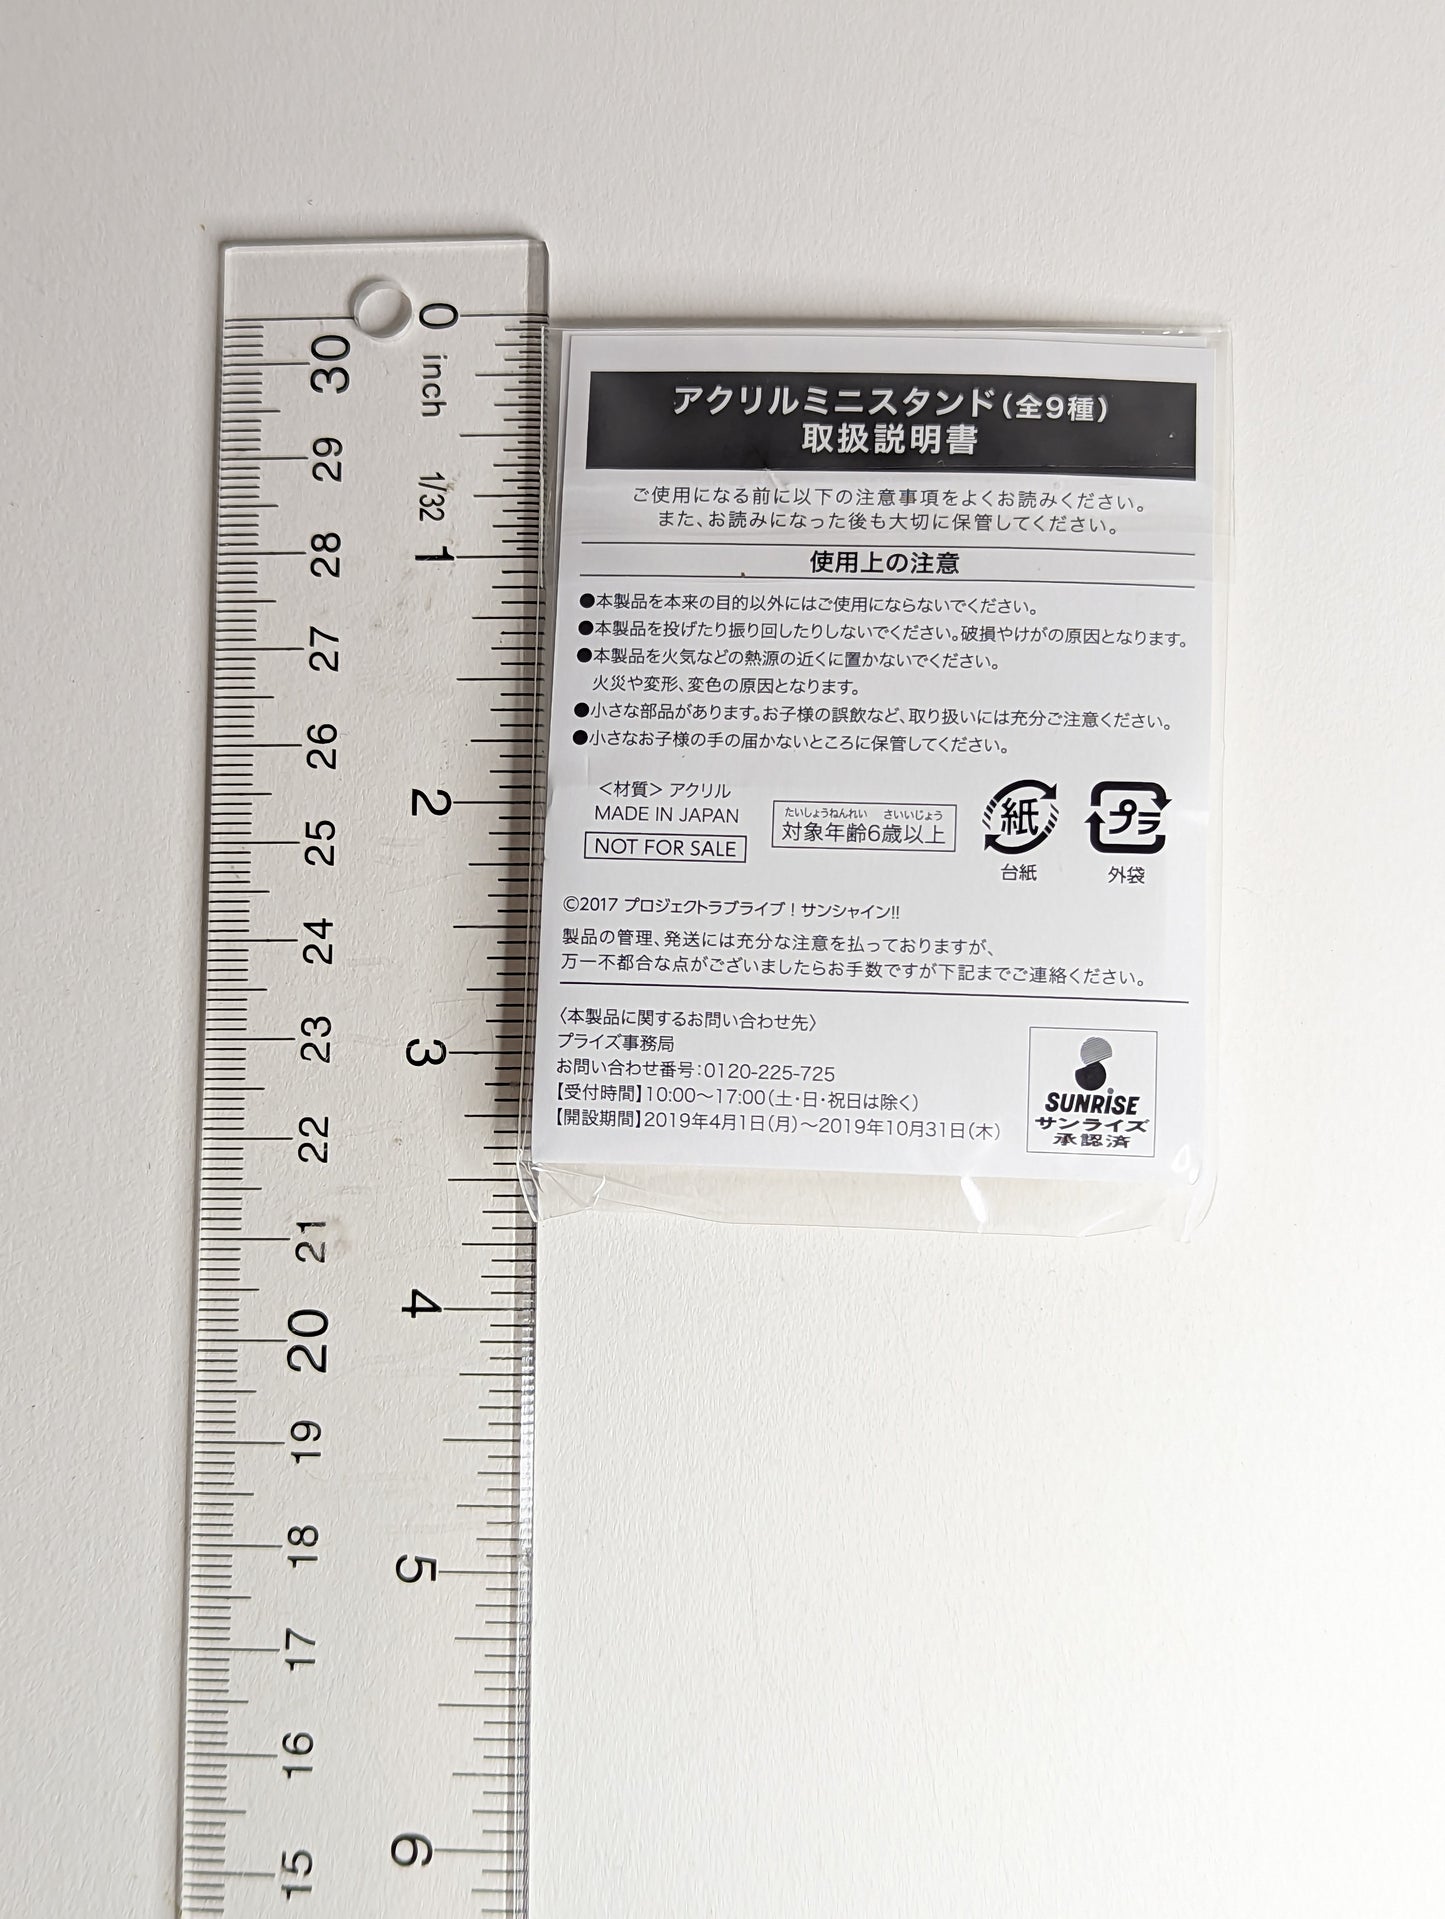 0
inch
1/32
1
2
3
4
5
6
30
29
28
27
26
25
24
23
22
21
20
19
18
17
16
15
アクリルミニスタンド(全9種)
取扱説明書
ご使用になる前に以下の注意事項をよくお読みください。
また、お読みになった後も大切に保管してください。
使用上の注意
●本製品を本来の目的以外にはご使用にならないでください。
●本製品を投げたり振り回したりしないでください。破損やけがの原因となります。
●本製品を火気などの熱源の近くに置かないでください。
火災や変形、変色の原因となります。
●小さな部品があります。お子様の誤飲など、取り扱いには充分ご注意ください。
●小さなお子様の手の届かないところに保管してください。
<材質> アクリル
MADE IN JAPAN
NOT FOR SALE
たいしょうねんれい さいいじょう
対象年齢6歳以上
紙
台紙
プラ
外袋
©2017 プロジェクトラブライブ!サンシャイン!!
製品の管理、発送には充分な注意を払っておりますが、
万一不都合な点がございましたらお手数ですが下記までご連絡ください。
〈本製品に関するお問い合わせ先〉
プライズ事務局
お問い合わせ番号:0120-225-725
【受付時間】10:00〜17:00(土・日・祝日は除く)
【開設期間】2019年4月1日(月)〜2019年10月31日(木)
SUNRISE
サンライズ
承認済